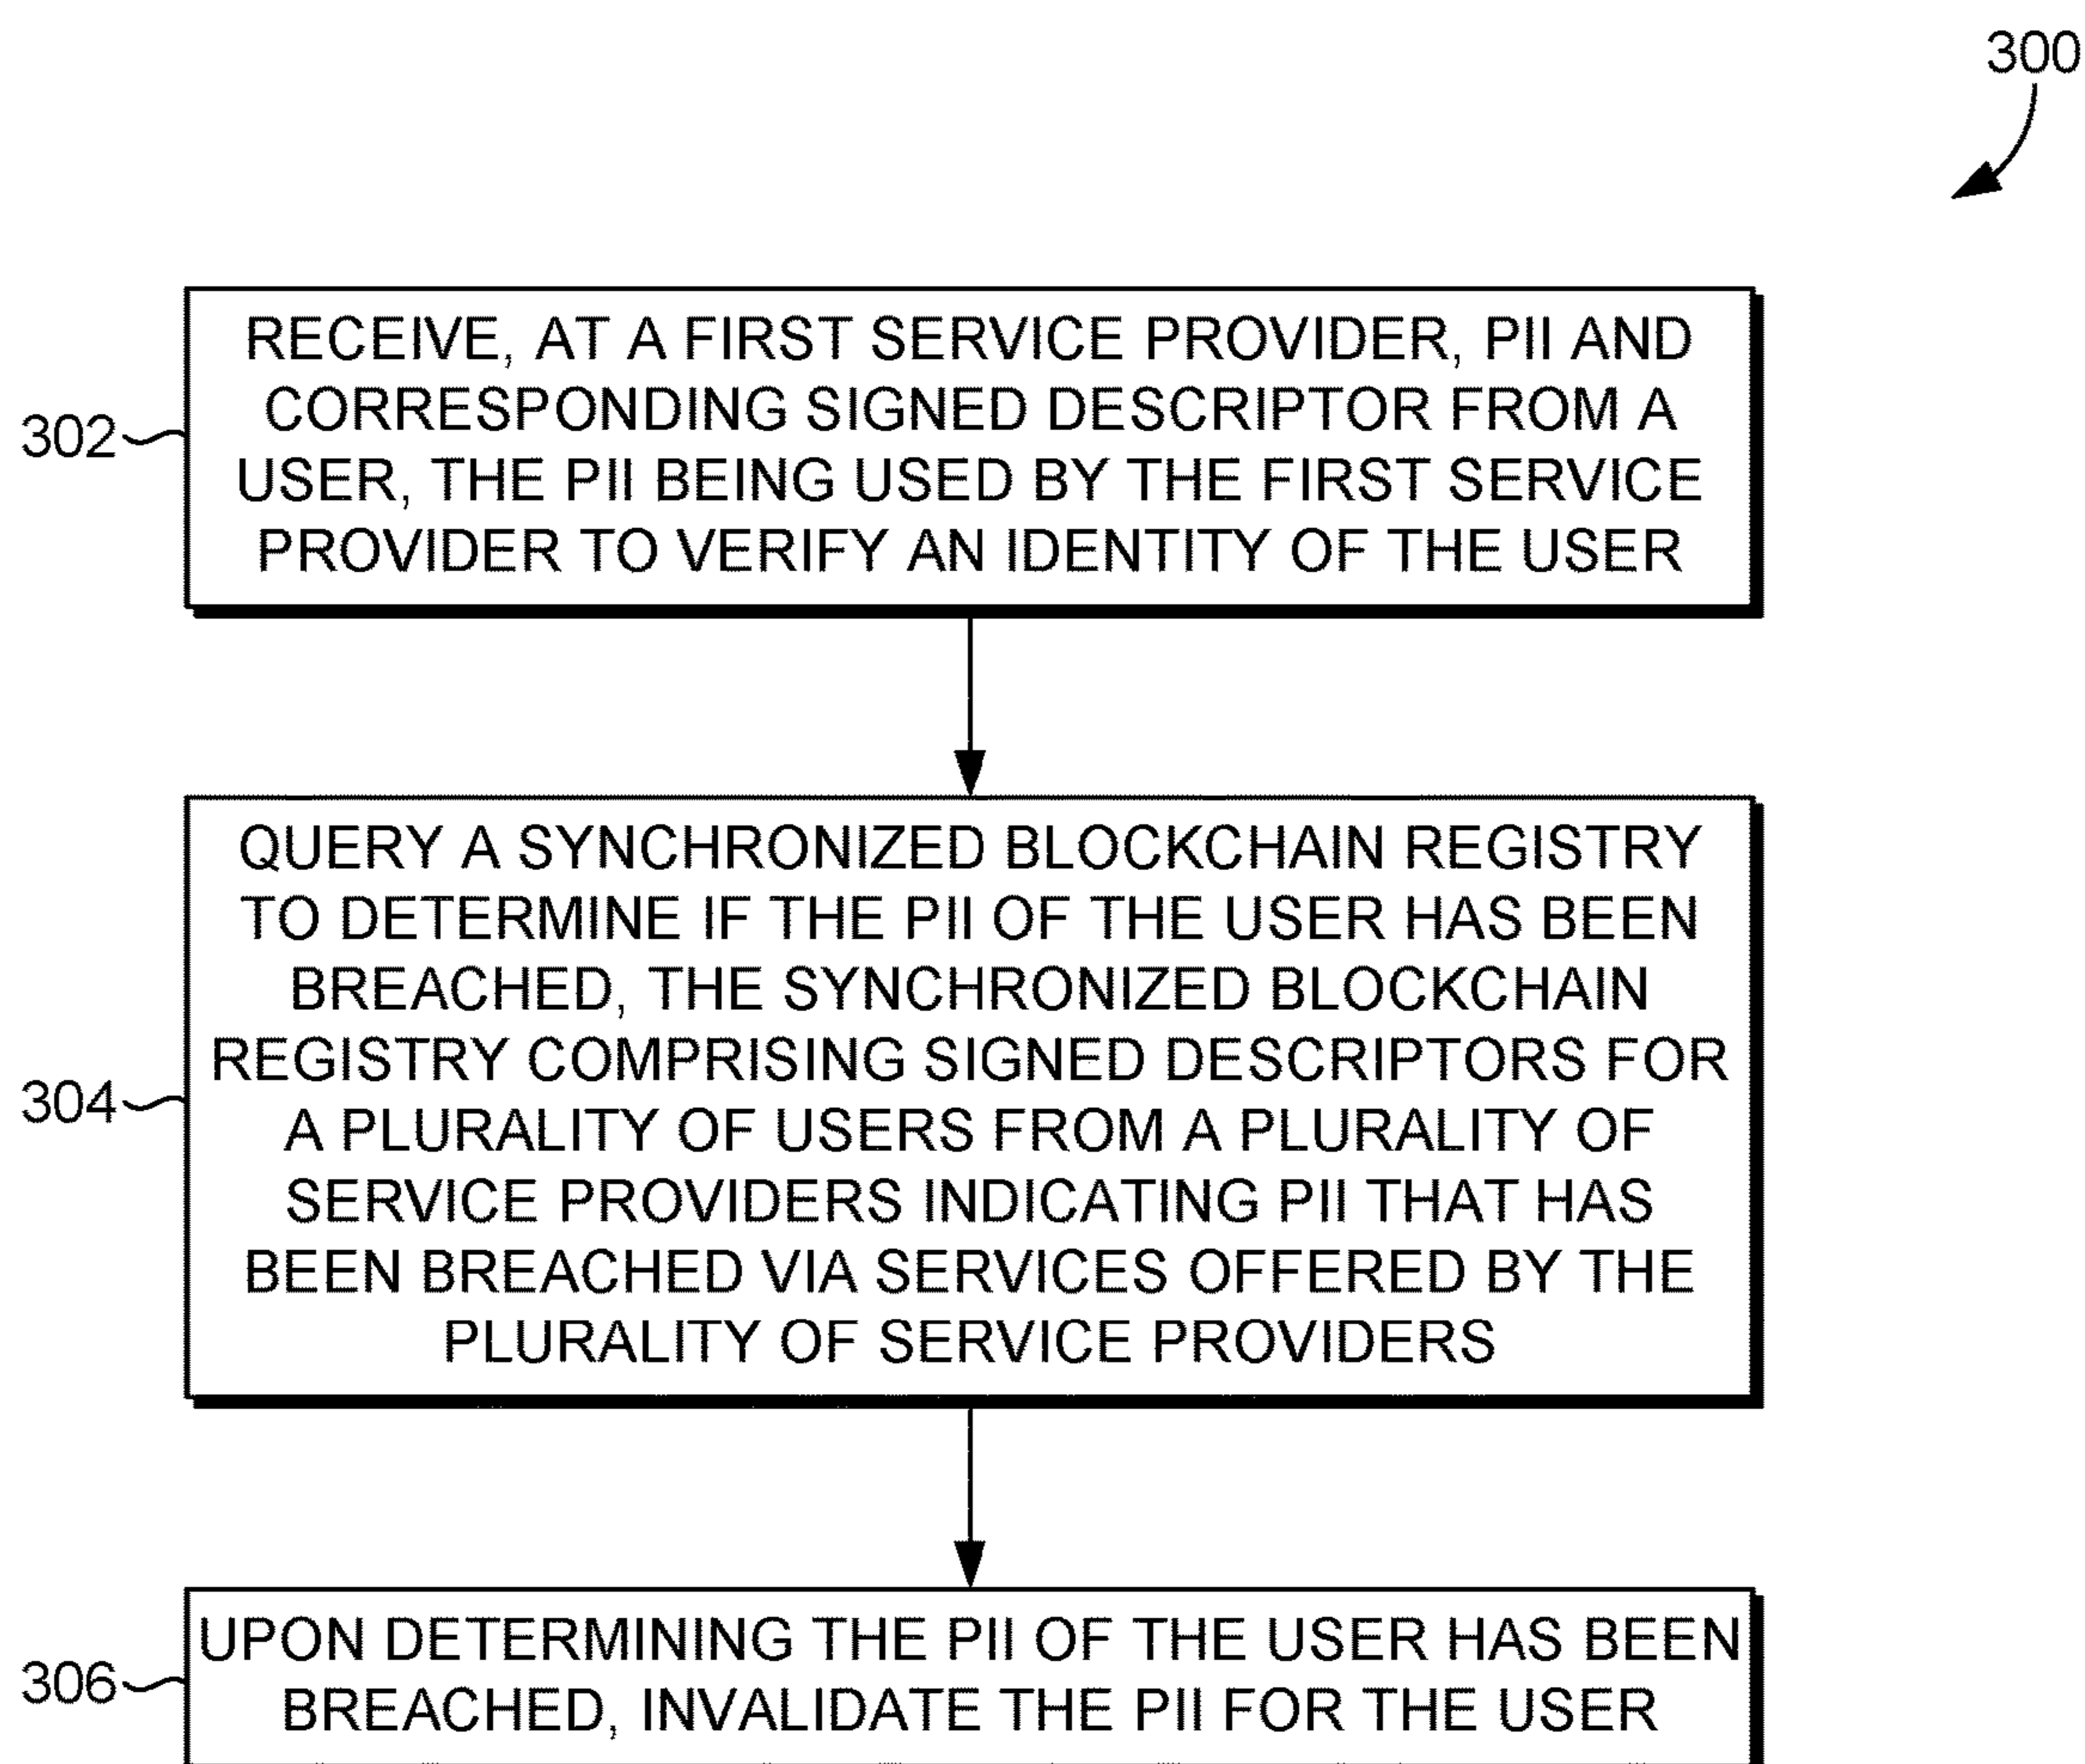 300
302
RECEIVE, AT A FIRST SERVICE PROVIDER, PII AND
CORRESPONDING SIGNED DESCRIPTOR FROM A
USER, THE PII BEING USED BY THE FIRST SERVICE
PROVIDER TO VERIFY AN IDENTITY OF THE USER
304
QUERY A SYNCHRONIZED BLOCKCHAIN REGISTRY
TO DETERMINE IF THE PII OF THE USER HAS BEEN
BREACHED, THE SYNCHRONIZED BLOCKCHAIN
REGISTRY COMPRISING SIGNED DESCRIPTORS FOR
A PLURALITY OF USERS FROM A PLURALITY OF
SERVICE PROVIDERS INDICATING PII THAT HAS
BEEN BREACHED VIA SERVICES OFFERED BY THE
PLURALITY OF SERVICE PROVIDERS
306
UPON DETERMINING THE PII OF THE USER HAS BEEN
BREACHED, INVALIDATE THE PII FOR THE USER